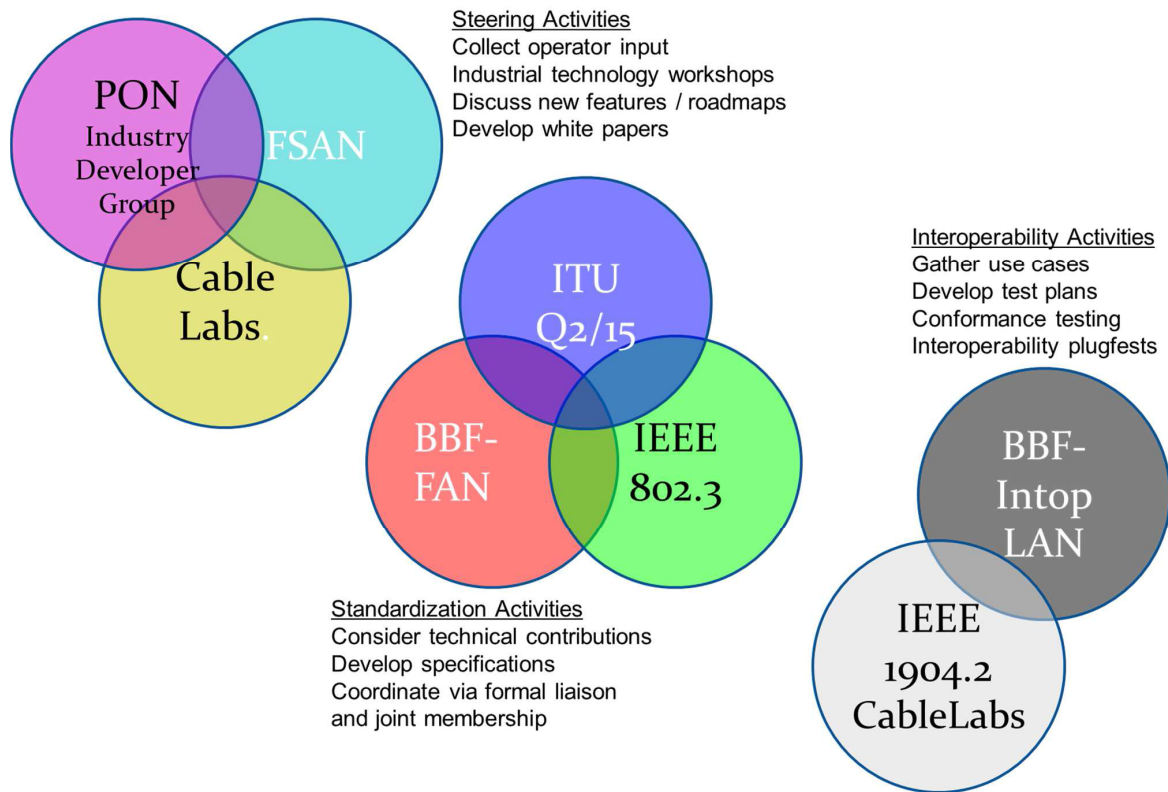 PON
Industry
Developer
Group
FSAN
Cable
Labs.
Steering Activities
Collect operator input
Industrial technology workshops
Discuss new features / roadmaps
Develop white papers
ITU
Q2/15
BBF-
FAN
IEEE
802.3
Standardization Activities
Consider technical contributions
Develop specifications
Coordinate via formal liaison
and joint membership
Interoperability Activities
Gather use cases
Develop test plans
Conformance testing
Interoperability plugfests
BBF-
Intop
LAN
IEEE
1904.2
CableLabs